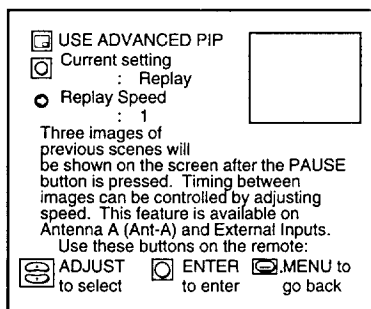 USE ADVANCED PIP
Current setting
: Replay
Replay Speed
: 1
Three images of
previous scenes will
be shown on the screen after the PAUSE
button is pressed. Timing between
images can be controlled by adjusting
speed. This feature is available on
Antenna A (Ant-A) and External Inputs.
Use these buttons on the remote:
ADJUST ENTER .MENU to
to select to enter go back